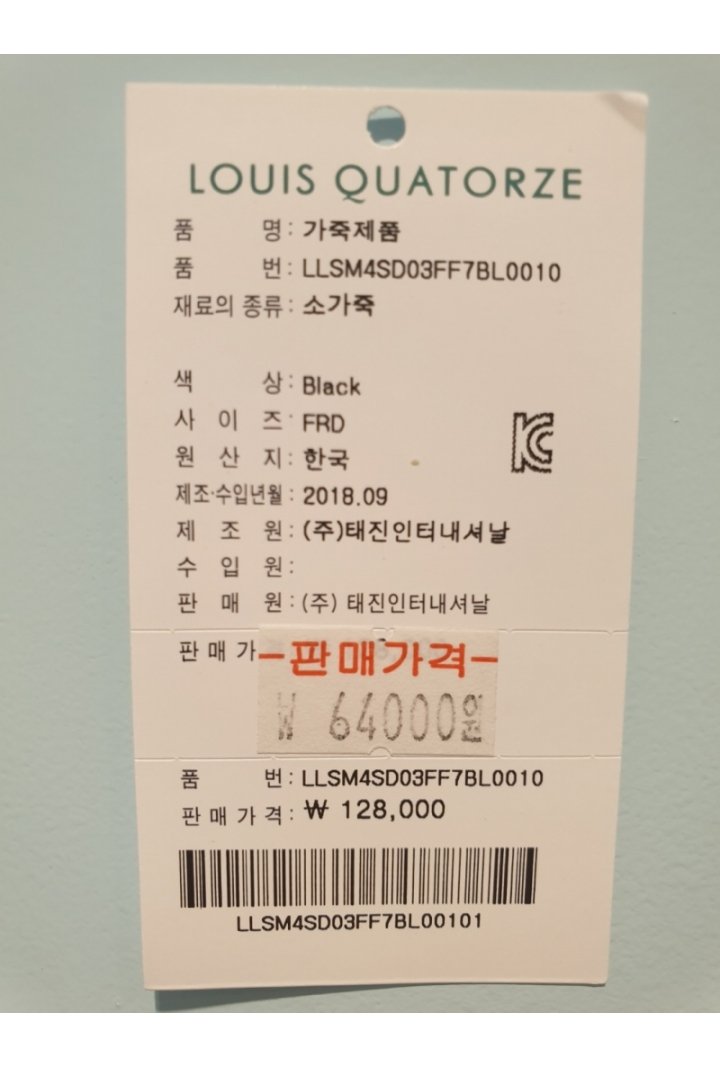 LOUIS QUATORZE
품 명: 가죽제품
품 번: LLSM4SD03FF7BL0010
재료의 종류: 소가죽
색 상: Black
사 이 즈: FRD
원 산 지: 한국
제조·수입년월: 2018.09
제 조 원: (주)태진인터내셔날
수 입 원:
판 매 원: (주) 태진인터내셔날
판 매 가
-판매가격-
₩ 64000원
품 번: LLSM4SD03FF7BL0010
판 매 가 격: ₩ 128,000
LLSM4SD03FF7BL00101